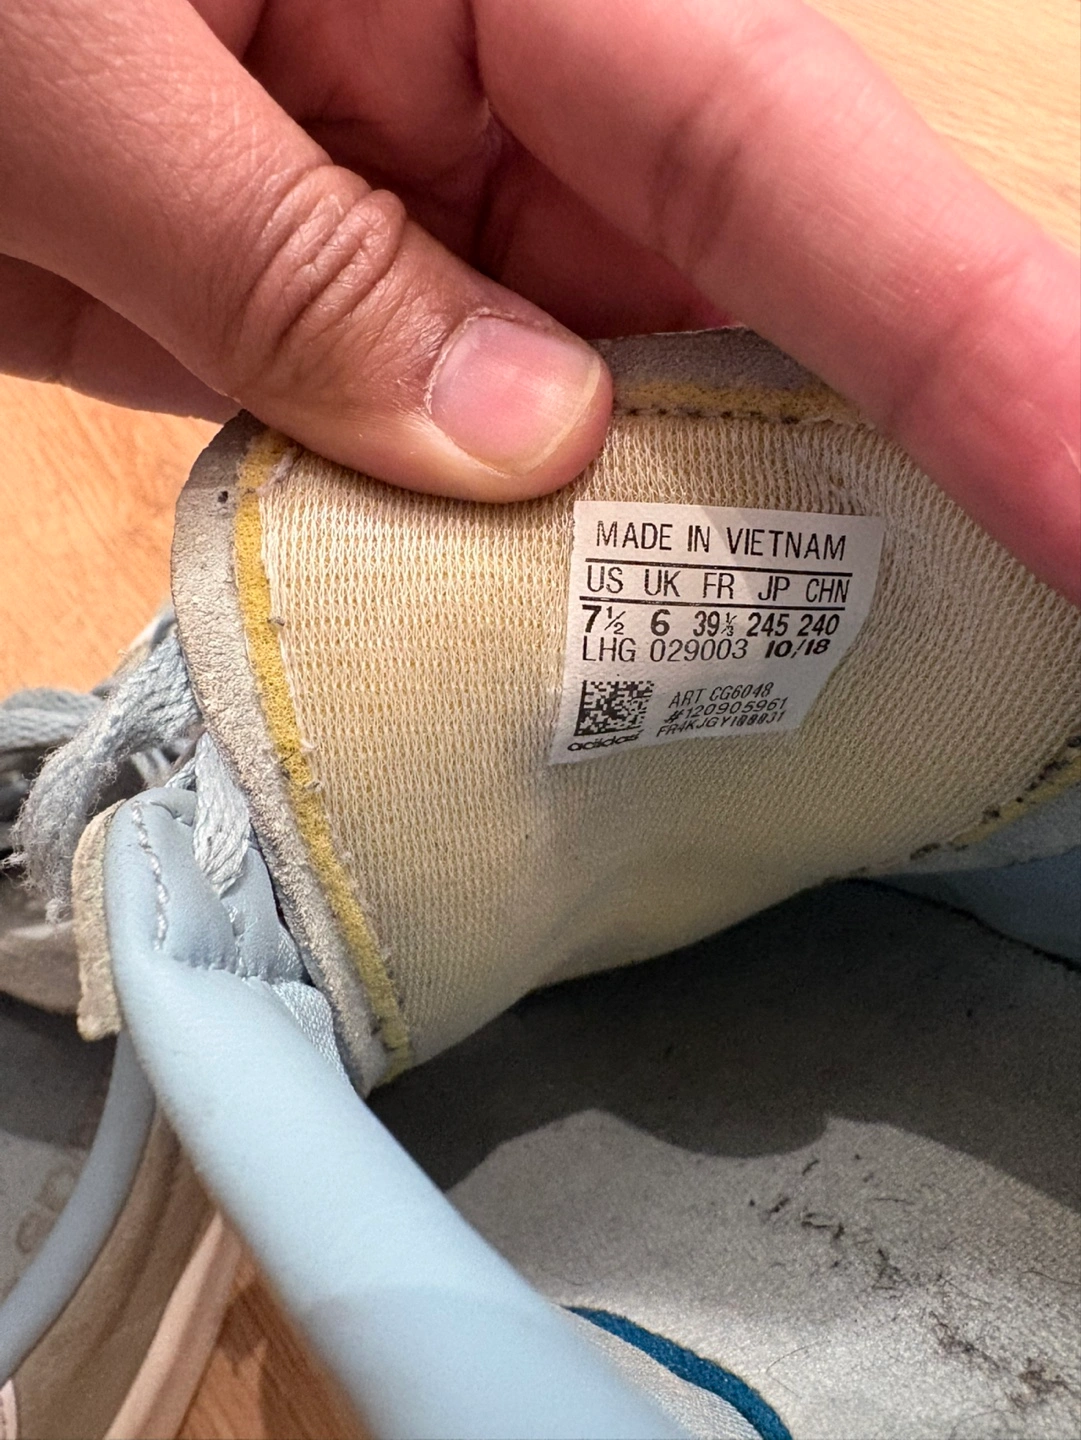 MADE IN VIETNAM
US UK FR JP CHN
7½ 6 39⅓ 245 240
LHG 029003 10/18
ART CG6048
#120905961
adidas